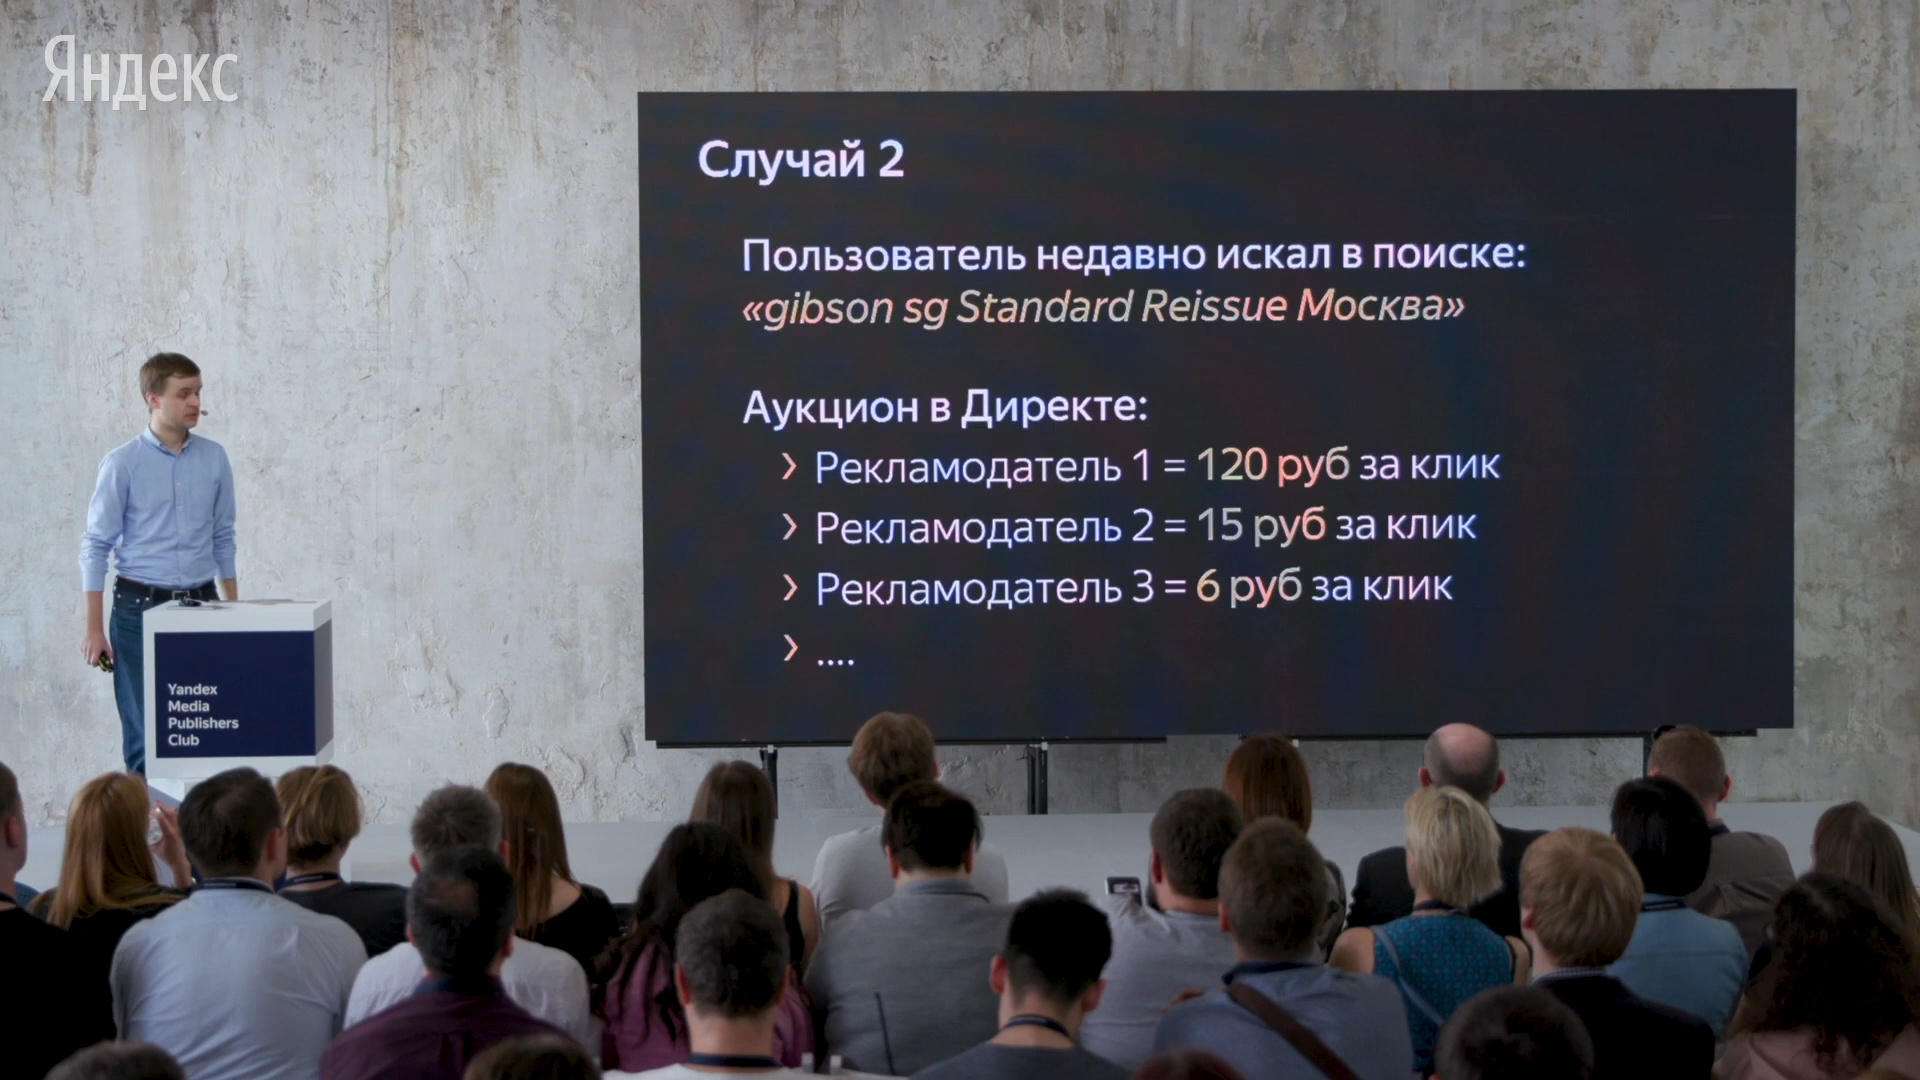 Яндекс
Случай 2
Пользователь недавно искал в поиске:
«gibson sg Standard Reissue Москва»
Аукцион в Директе:
› Рекламодатель 1 = 120 руб за клик
› Рекламодатель 2 = 15 руб за клик
› Рекламодатель 3 = 6 руб за клик
› ....
Yandex
Media
Publishers
Club